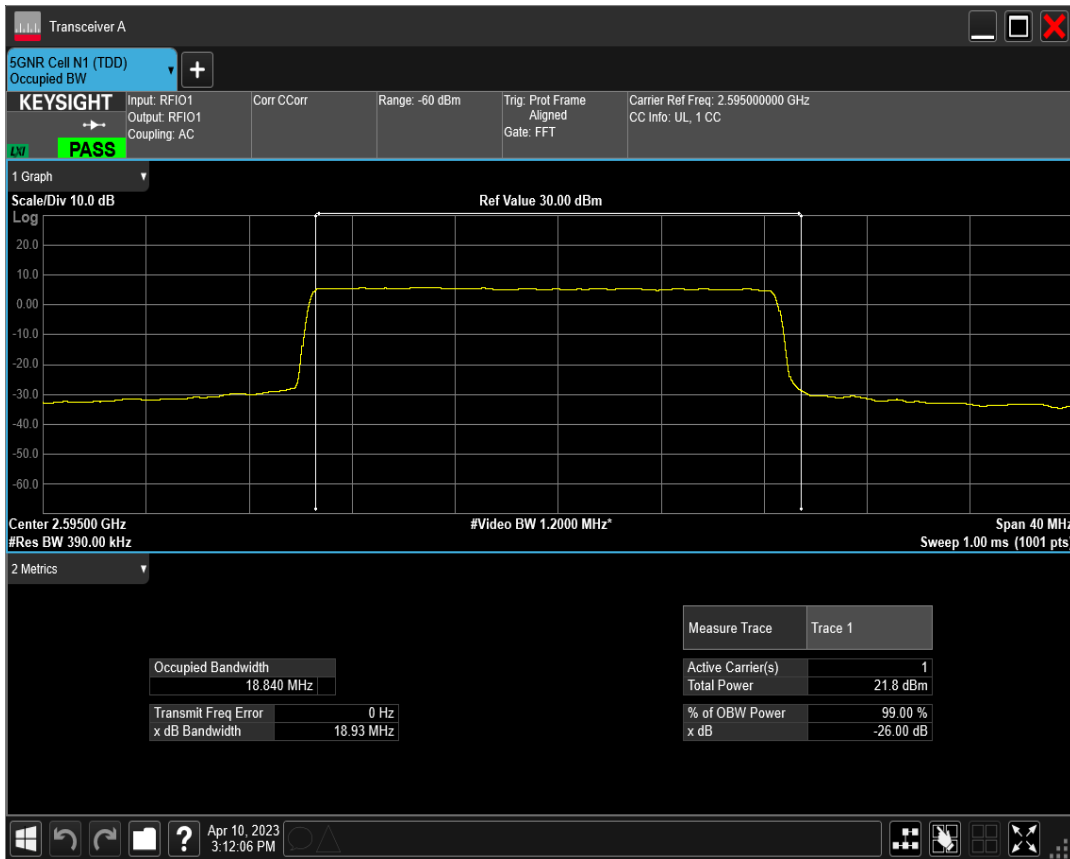 Transceiver A
5GNR Cell N1 (TDD)
Occupied BW
+
KEYSIGHT
LXI
PASS
Input: RFIO1
Output: RFIO1
Coupling: AC
Corr CCorr
Range: -60 dBm
Trig: Prot Frame
Aligned
Gate: FFT
Carrier Ref Freq: 2.595000000 GHz
CC Info: UL, 1 CC
1 Graph
Scale/Div 10.0 dB
Ref Value 30.00 dBm
Log
20.0
10.0
0.00
-10.0
-20.0
-30.0
-40.0
-50.0
-60.0
Center 2.59500 GHz
#Video BW 1.2000 MHz*
Span 40 MHz
#Res BW 390.00 kHz
Sweep 1.00 ms (1001 pts)
2 Metrics
Measure Trace Trace 1
Occupied Bandwidth
18.840 MHz
Active Carrier(s) 1
Total Power 21.8 dBm
Transmit Freq Error 0 Hz
x dB Bandwidth 18.93 MHz
% of OBW Power 99.00 %
x dB -26.00 dB
?
Apr 10, 2023
3:12:06 PM